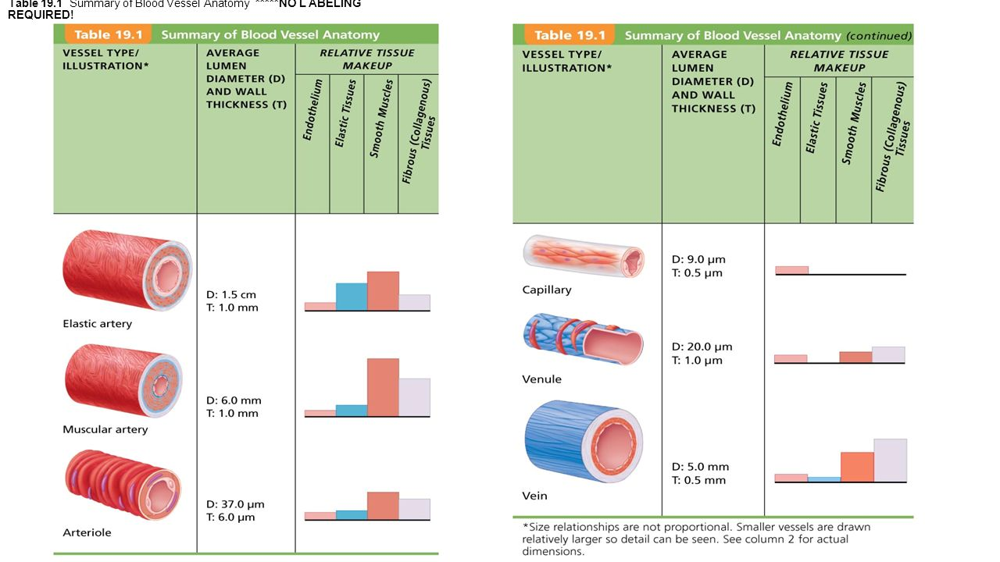 Table 19.1 Summary of Blood Vessel Anatomy *****NO L ABELING
REQUIRED!
Table 19.1 Summary of Blood Vessel Anatomy
VESSEL TYPE/
ILLUSTRATION*
AVERAGE
LUMEN
DIAMETER (D)
AND WALL
THICKNESS (T)
RELATIVE TISSUE
MAKEUP
Endothelium
Elastic Tissues
Smooth Muscles
Fibrous (Collagenous)
Tissues
D: 1.5 cm
T: 1.0 mm
Elastic artery
D: 6.0 mm
T: 1.0 mm
Muscular artery
D: 37.0 µm
T: 6.0 µm
Arteriole
Table 19.1 Summary of Blood Vessel Anatomy (continued)
VESSEL TYPE/
ILLUSTRATION*
AVERAGE
LUMEN
DIAMETER (D)
AND WALL
THICKNESS (T)
RELATIVE TISSUE
MAKEUP
Endothelium
Elastic Tissues
Smooth Muscles
Fibrous (Collagenous)
Tissues
D: 9.0 µm
T: 0.5 µm
Capillary
D: 20.0 µm
T: 1.0 µm
Venule
D: 5.0 mm
T: 0.5 mm
Vein
*Size relationships are not proportional. Smaller vessels are drawn
relatively larger so detail can be seen. See column 2 for actual
dimensions.